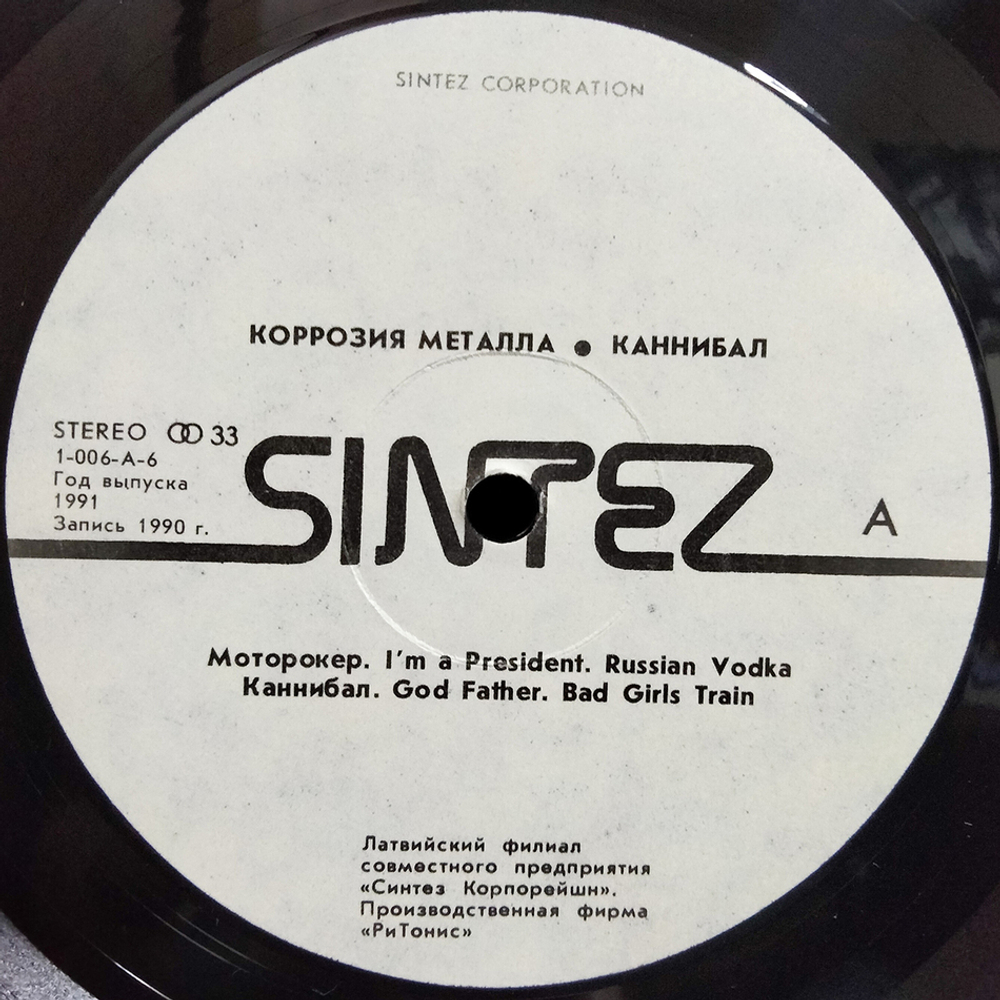 SINTEZ CORPORATION
КОРРОЗИЯ МЕТАЛЛА ● КАННИБАЛ
STEREO ꝏ 33
1-006-А-6
Год выпуска
1991
Запись 1990 г.
SINTEZ
A
Моторокер. I'm a President. Russian Vodka
Каннибал. God Father. Bad Girls Train
Латвийский филиал
совместного предприятия
«Синтез Корпорейшн».
Производственная фирма
«РиТонис»